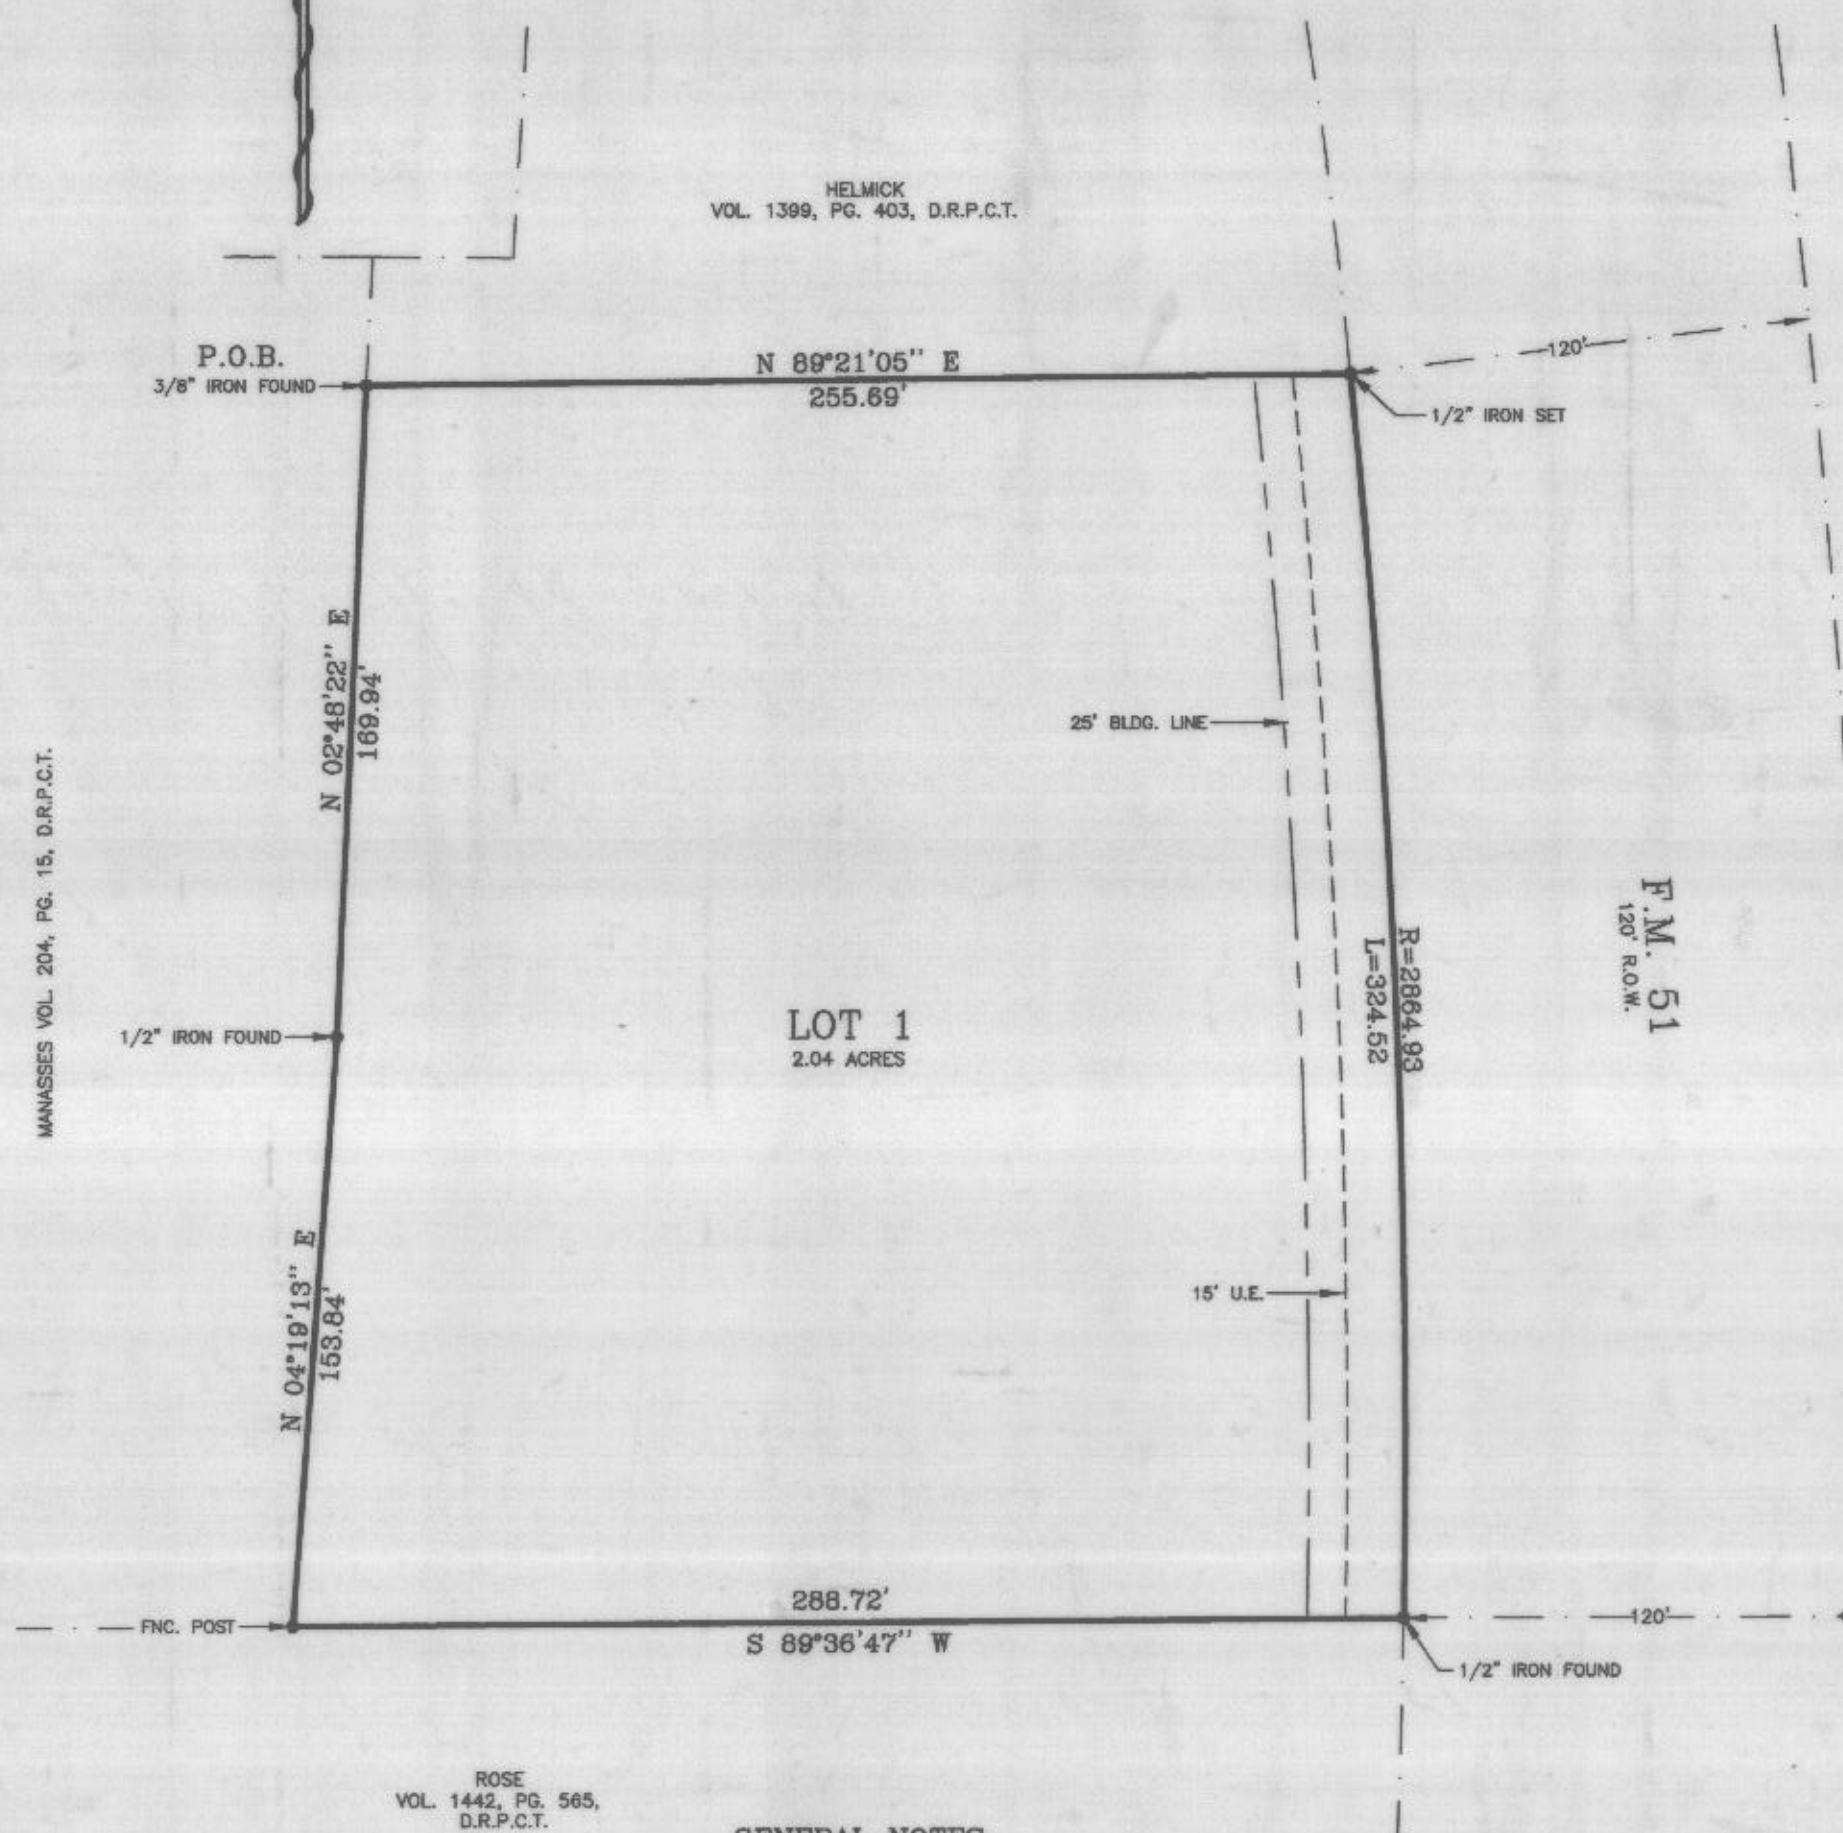 HELMICK
VOL. 1399, PG. 403, D.R.P.C.T.
P.O.B.
3/8" IRON FOUND
N 89°21'05" E
255.69'
120'
1/2" IRON SET
N 02°48'22" E
169.94'
25' BLDG. LINE
MANASSES VOL. 204, PG. 15, D.R.P.C.T.
F.M. 51
120' R.O.W.
R=2864.93
L=324.52
LOT 1
2.04 ACRES
1/2" IRON FOUND
N 04°19'13" E
153.84'
15' U.E.
288.72'
S 89°36'47" W
FNC. POST
120'
1/2" IRON FOUND
ROSE
VOL. 1442, PG. 565,
D.R.P.C.T.
GENERAL NOTES